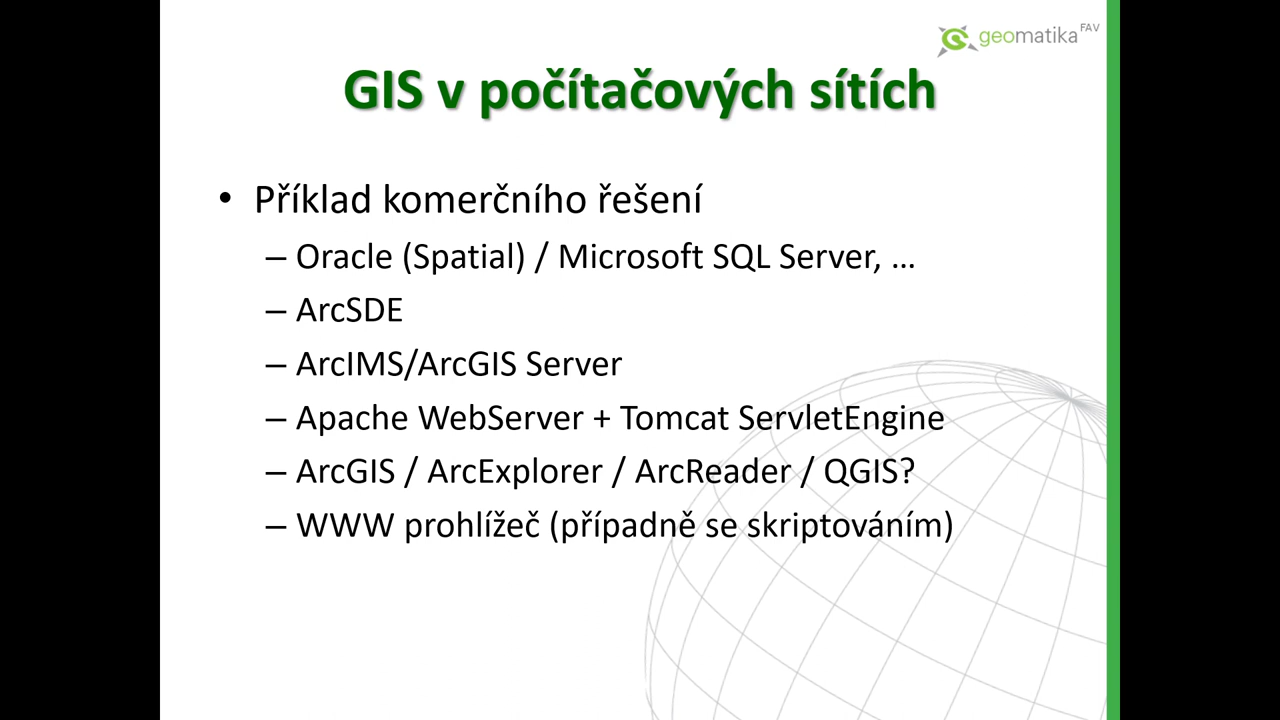 geomatika FAV
GIS v počítačových sítích
• Příklad komerčního řešení
– Oracle (Spatial) / Microsoft SQL Server, …
– ArcSDE
– ArcIMS/ArcGIS Server
– Apache WebServer + Tomcat ServletEngine
– ArcGIS / ArcExplorer / ArcReader / QGIS?
– WWW prohlížeč (případně se skriptováním)